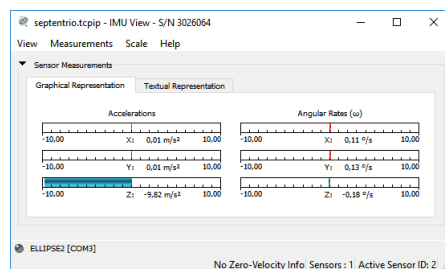 septentrio.tcpip - IMU View - S/N 3026064
View Measurements Scale Help
Sensor Measurements
Graphical Representation Textual Representation
Accelerations Angular Rates (ω)
-10,00 X: 0,01 m/s² 10,00 -10,00 X: 0,11 º/s 10,00
-10,00 Y: 0,01 m/s² 10,00 -10,00 Y: 0,13 º/s 10,00
-10,00 Z: -9,82 m/s² 10,00 -10,00 Z: -0,18 º/s 10,00
ELLIPSE2 [COM3]
No Zero-Velocity Info Sensors : 1 Active Sensor ID: 2